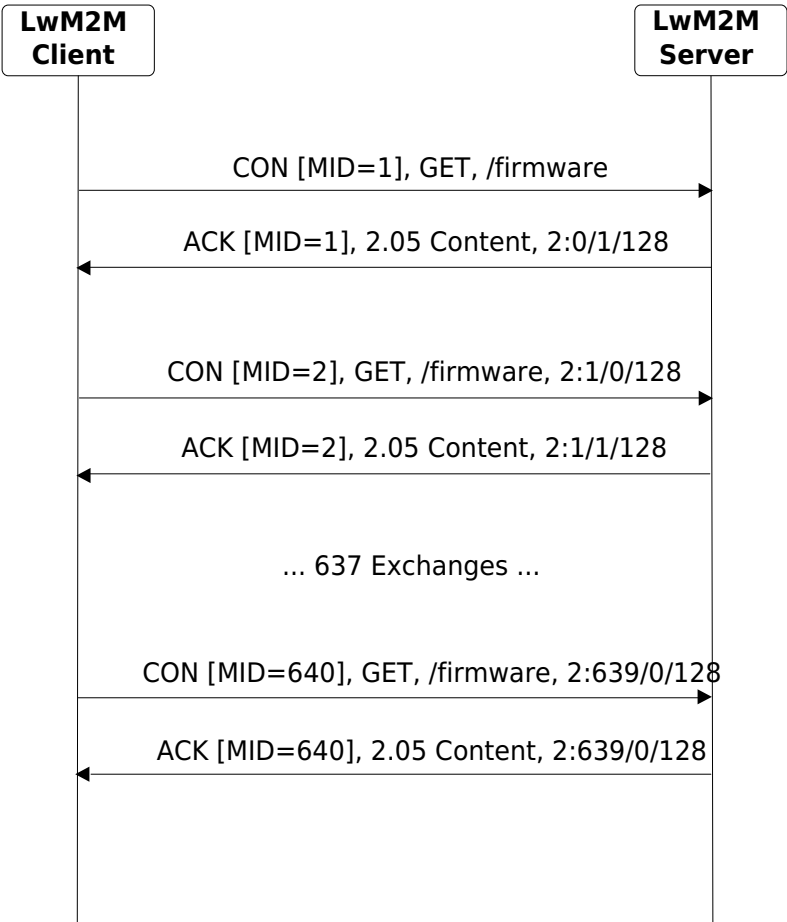 LwM2M
Client
LwM2M
Server
CON [MID=1], GET, /firmware
ACK [MID=1], 2.05 Content, 2:0/1/128
CON [MID=2], GET, /firmware, 2:1/0/128
ACK [MID=2], 2.05 Content, 2:1/1/128
... 637 Exchanges ...
CON [MID=640], GET, /firmware, 2:639/0/128
ACK [MID=640], 2.05 Content, 2:639/0/128